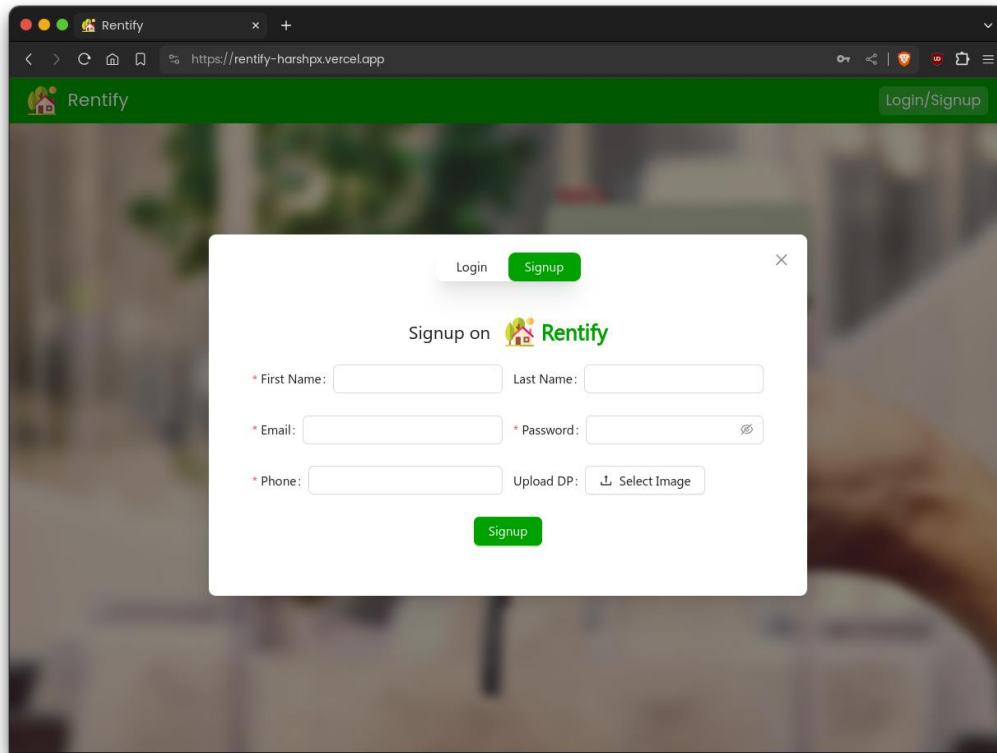 Rentify
https://rentify-harshpx.vercel.app
Rentify
Login/Signup
Login
Signup
Signup on Rentify
* First Name:
Last Name:
* Email:
* Password:
* Phone:
Upload DP:
Select Image
Signup